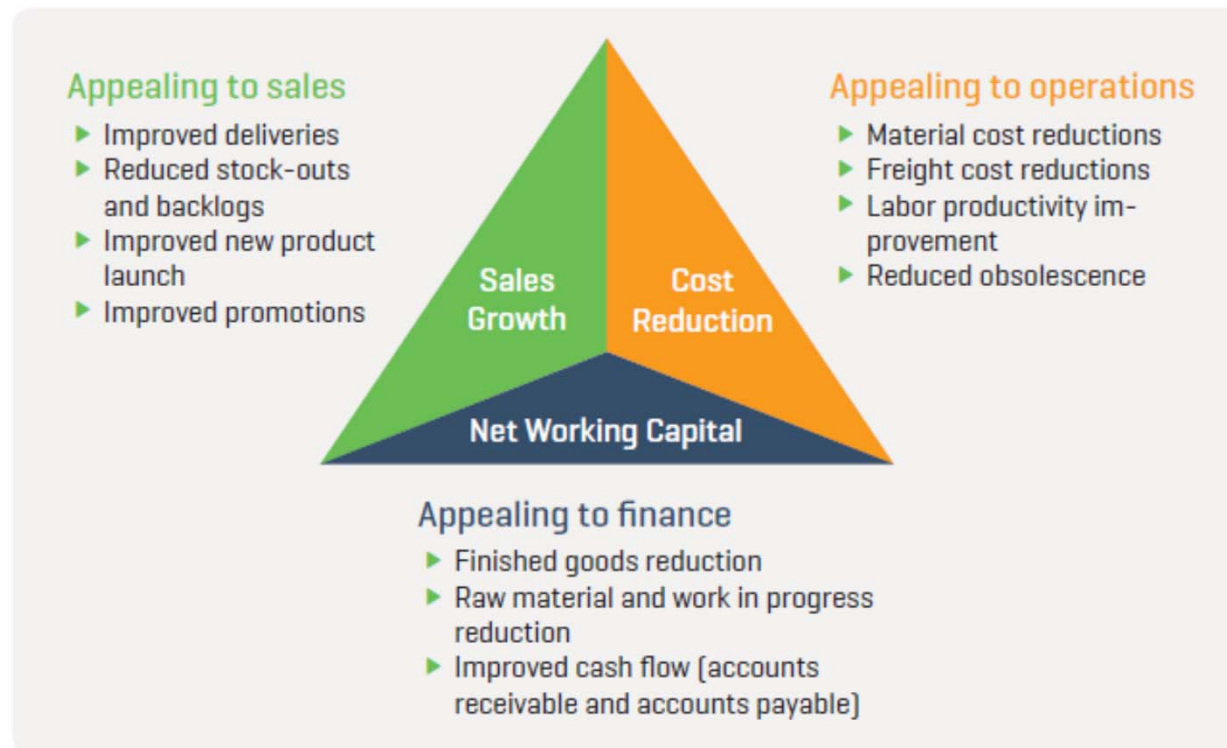 Appealing to sales
▶ Improved deliveries
▶ Reduced stock-outs
and backlogs
▶ Improved new product
launch
▶ Improved promotions
Appealing to operations
▶ Material cost reductions
▶ Freight cost reductions
▶ Labor productivity im-
provement
▶ Reduced obsolescence
Sales
Growth
Cost
Reduction
Net Working Capital
Appealing to finance
▶ Finished goods reduction
▶ Raw material and work in progress
reduction
▶ Improved cash flow (accounts
receivable and accounts payable)